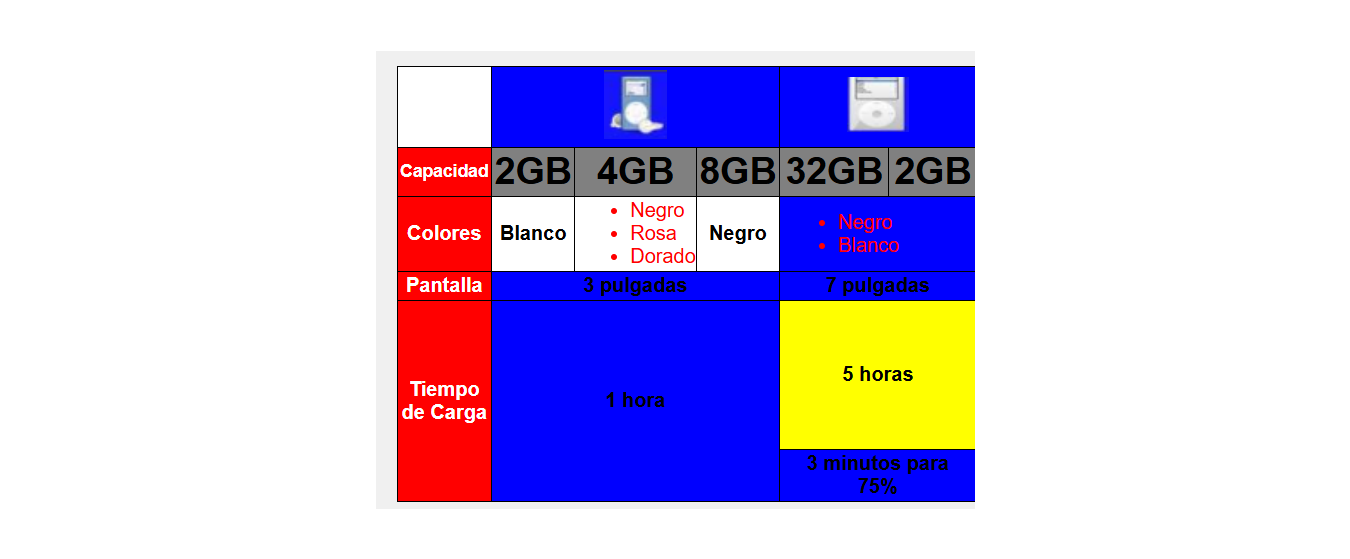 Capacidad 2GB 4GB 8GB 32GB 2GB
Colores Blanco
Negro
Rosa
Dorado
Negro
Negro
Blanco
Pantalla 3 pulgadas 7 pulgadas
Tiempo
de Carga
1 hora
5 horas
3 minutos para
75%